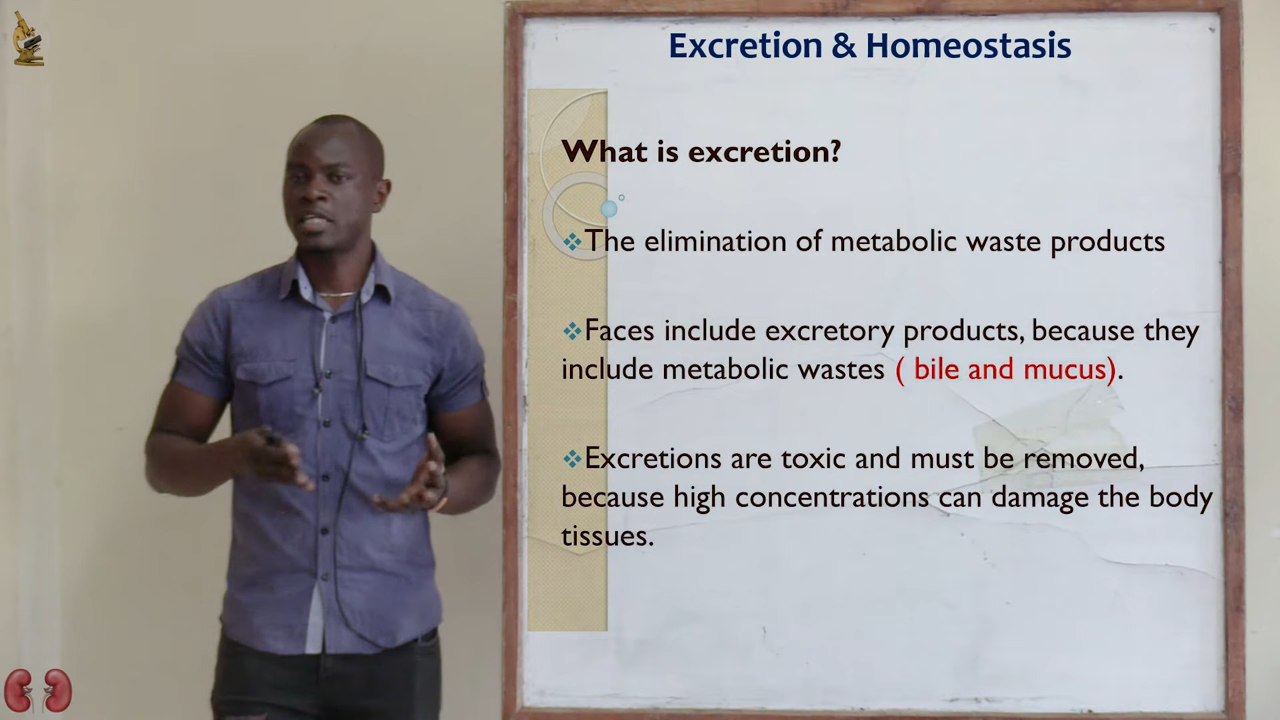 Excretion & Homeostasis
What is excretion?
❖The elimination of metabolic waste products
❖Faces include excretory products, because they
include metabolic wastes ( bile and mucus).
❖Excretions are toxic and must be removed,
because high concentrations can damage the body
tissues.